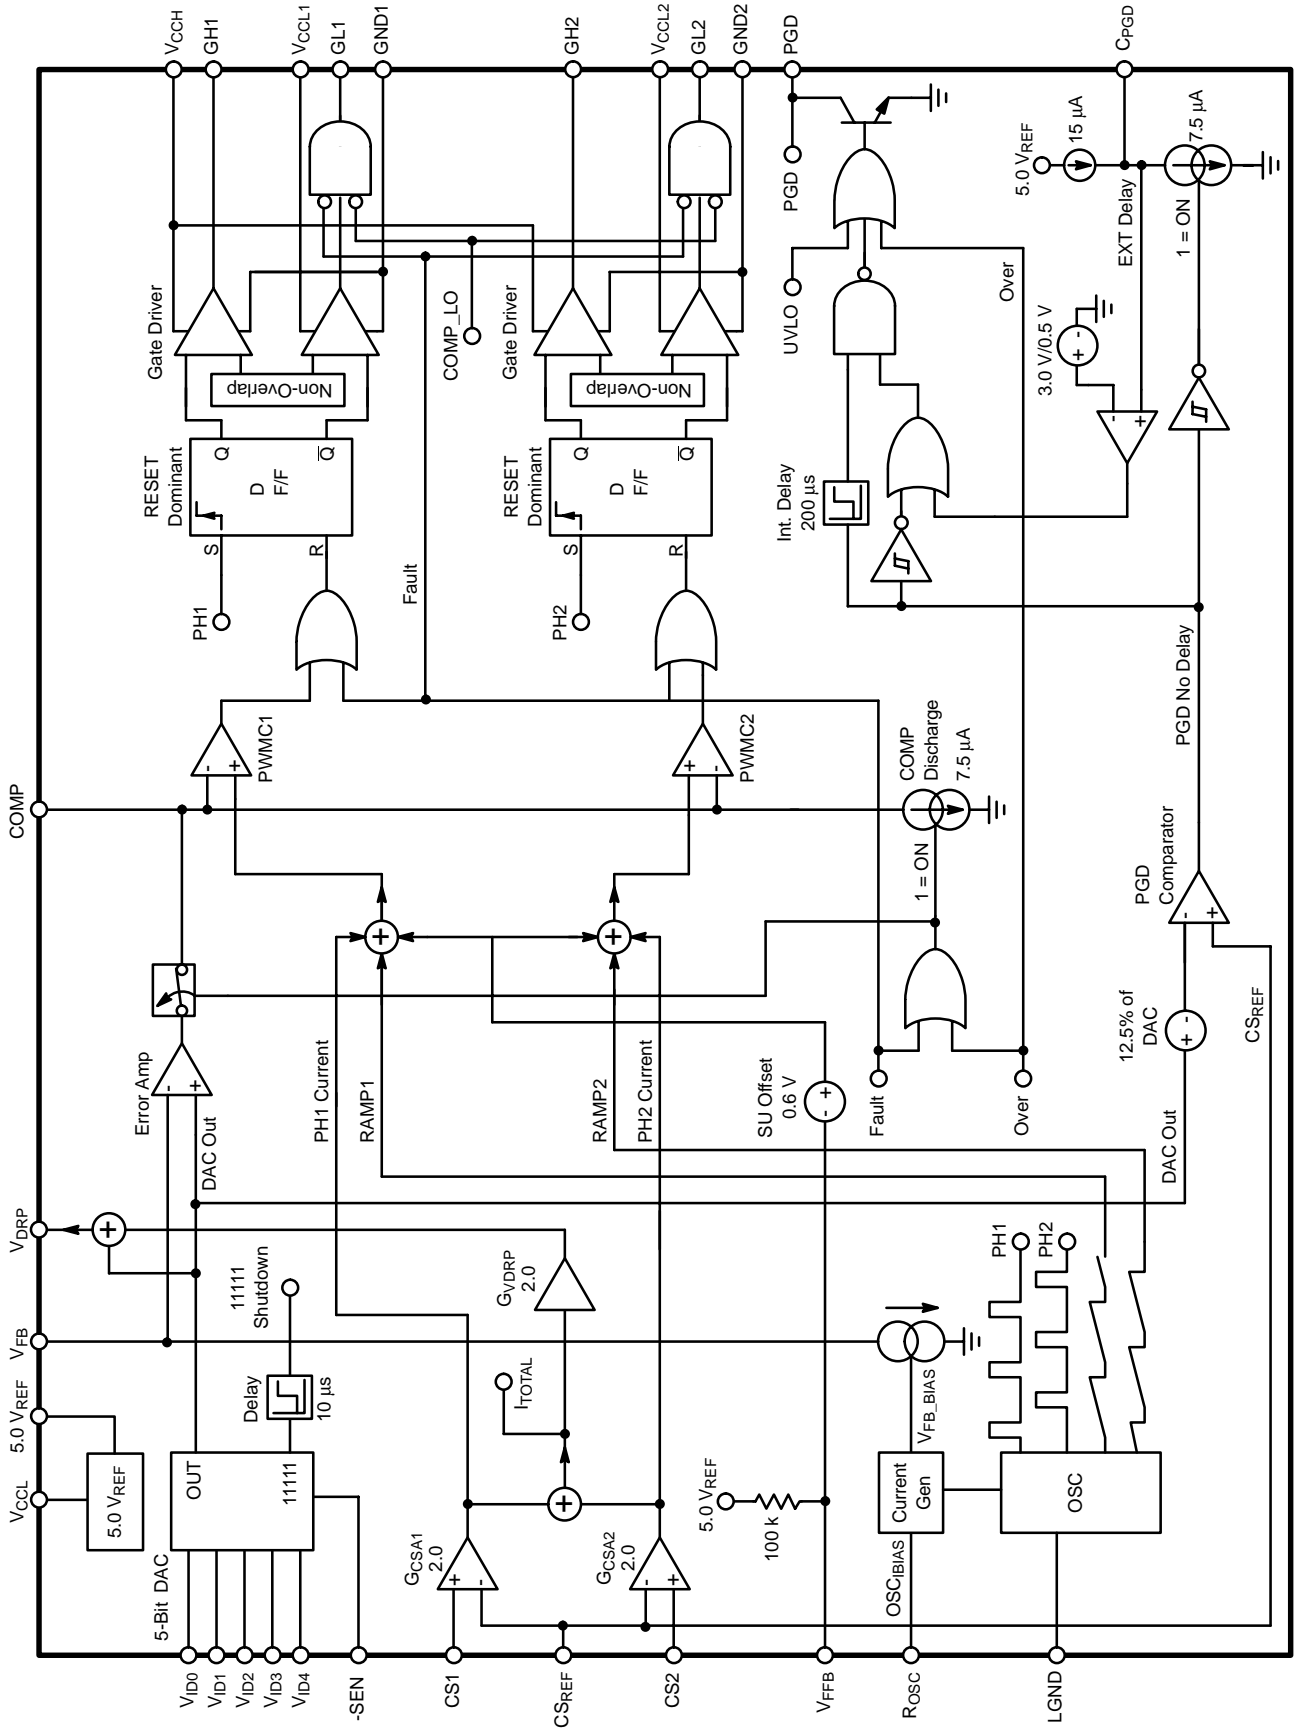 VID0
VID1
VID2
VID3
VID4
-SEN
CS1
CSREF
CS2
VFFB
ROSC
LGND
VCCL
5.0 VREF
VFB
VDRP
COMP
VCCH
GH1
VCCL1
GL1
GND1
GH2
VCCL2
GL2
GND2
PGD
CPGD
5.0 VREF
5-Bit DAC
OUT
11111
Delay
10 µs
11111
Shutdown
Error Amp
-
+
DAC Out
+
GCSA1
2.0
+
-
GCSA2
2.0
-
+
+
ITOTAL
GVDRP
2.0
5.0 VREF
100 k
OSCIBIAS
Current
Gen
VFB_BIAS
OSC
PH1
PH2
PH1 Current
RAMP1
RAMP2
PH2 Current
SU Offset
0.6 V
-
+
Fault
Over
DAC Out
12.5% of
DAC
+
-
CSREF
PGD
Comparator
-
+
+
+
1 = ON
COMP
Discharge
7.5 µA
-
+
PWMC1
+
-
PWMC2
PGD No Delay
PH1
S
R
RESET
Dominant
D
F/F
Q
Q
Fault
PH2
S
R
RESET
Dominant
D
F/F
Q
Q
Gate Driver
Non-Overlap
COMP_LO
Gate Driver
Non-Overlap
Int. Delay
200 µs
UVLO
PGD
Over
3.0 V/0.5 V
+
-
-
+
EXT Delay
1 = ON
5.0 VREF
15 µA
7.5 µA